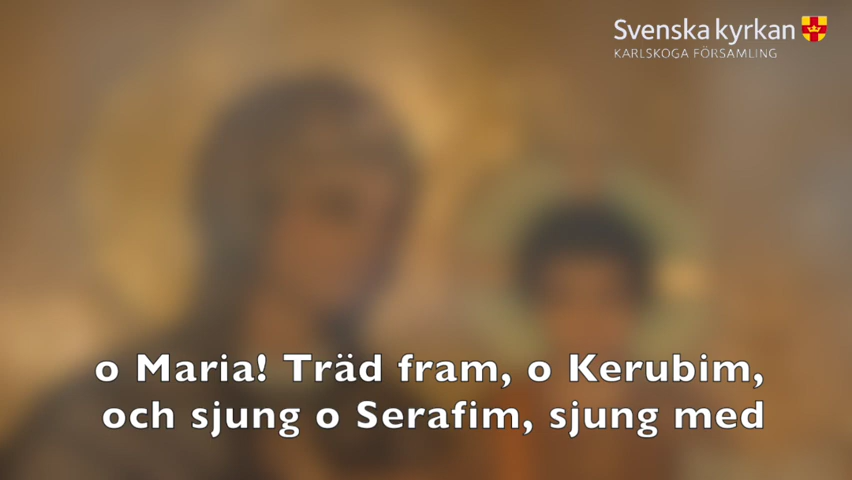 Svenska kyrkan
KARLSKOGA FÖRSAMLING
o Maria! Träd fram, o Kerubim,
och sjung o Serafim, sjung med